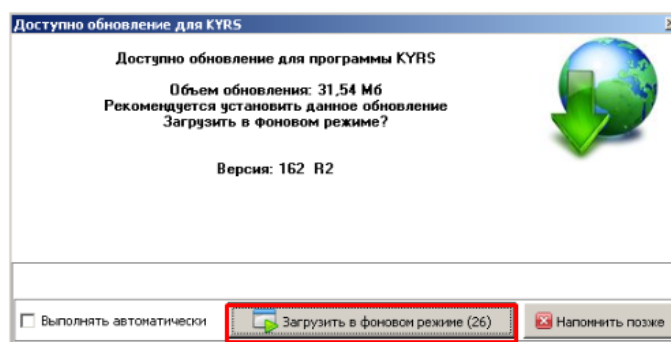 Доступно обновление для KYRS
Доступно обновление для программы KYRS
Объем обновления: 31,54 Мб
Рекомендуется установить данное обновление
Загрузить в фоновом режиме?
Версия: 162 R2
Выполнять автоматически
Загрузить в фоновом режиме (26)
Напомнить позже